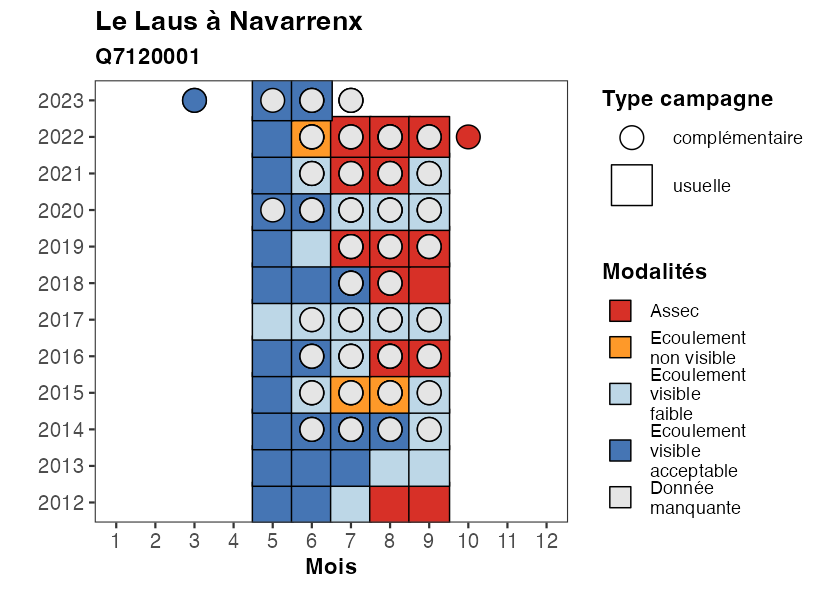 Le Laus à Navarrenx
Q7120001
2023
2022
2021
2020
2019
2018
2017
2016
2015
2014
2013
2012
1 2 3 4 5 6 7 8 9 10 11 12
Mois
Type campagne
complémentaire
usuelle
Modalités
Assec
Ecoulement
non visible
Ecoulement
visible
faible
Ecoulement
visible
acceptable
Donnée
manquante